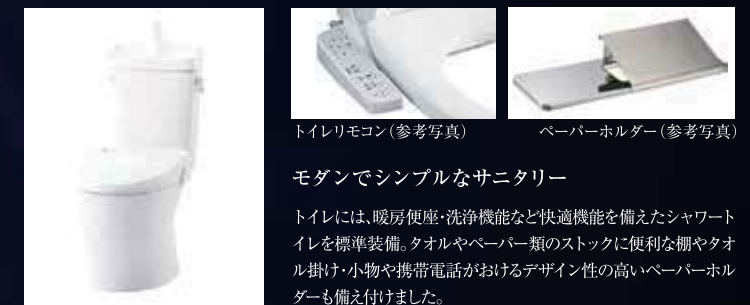 トイレリモコン（参考写真）
ペーパーホルダー（参考写真）
モダンでシンプルなサニタリー
トイレには、暖房便座・洗浄機能など快適機能を備えたシャワート
イレを標準装備。タオルやペーパー類のストックに便利な棚やタオ
ル掛け・小物や携帯電話がおけるデザイン性の高いペーパーホル
ダーも備え付けました。